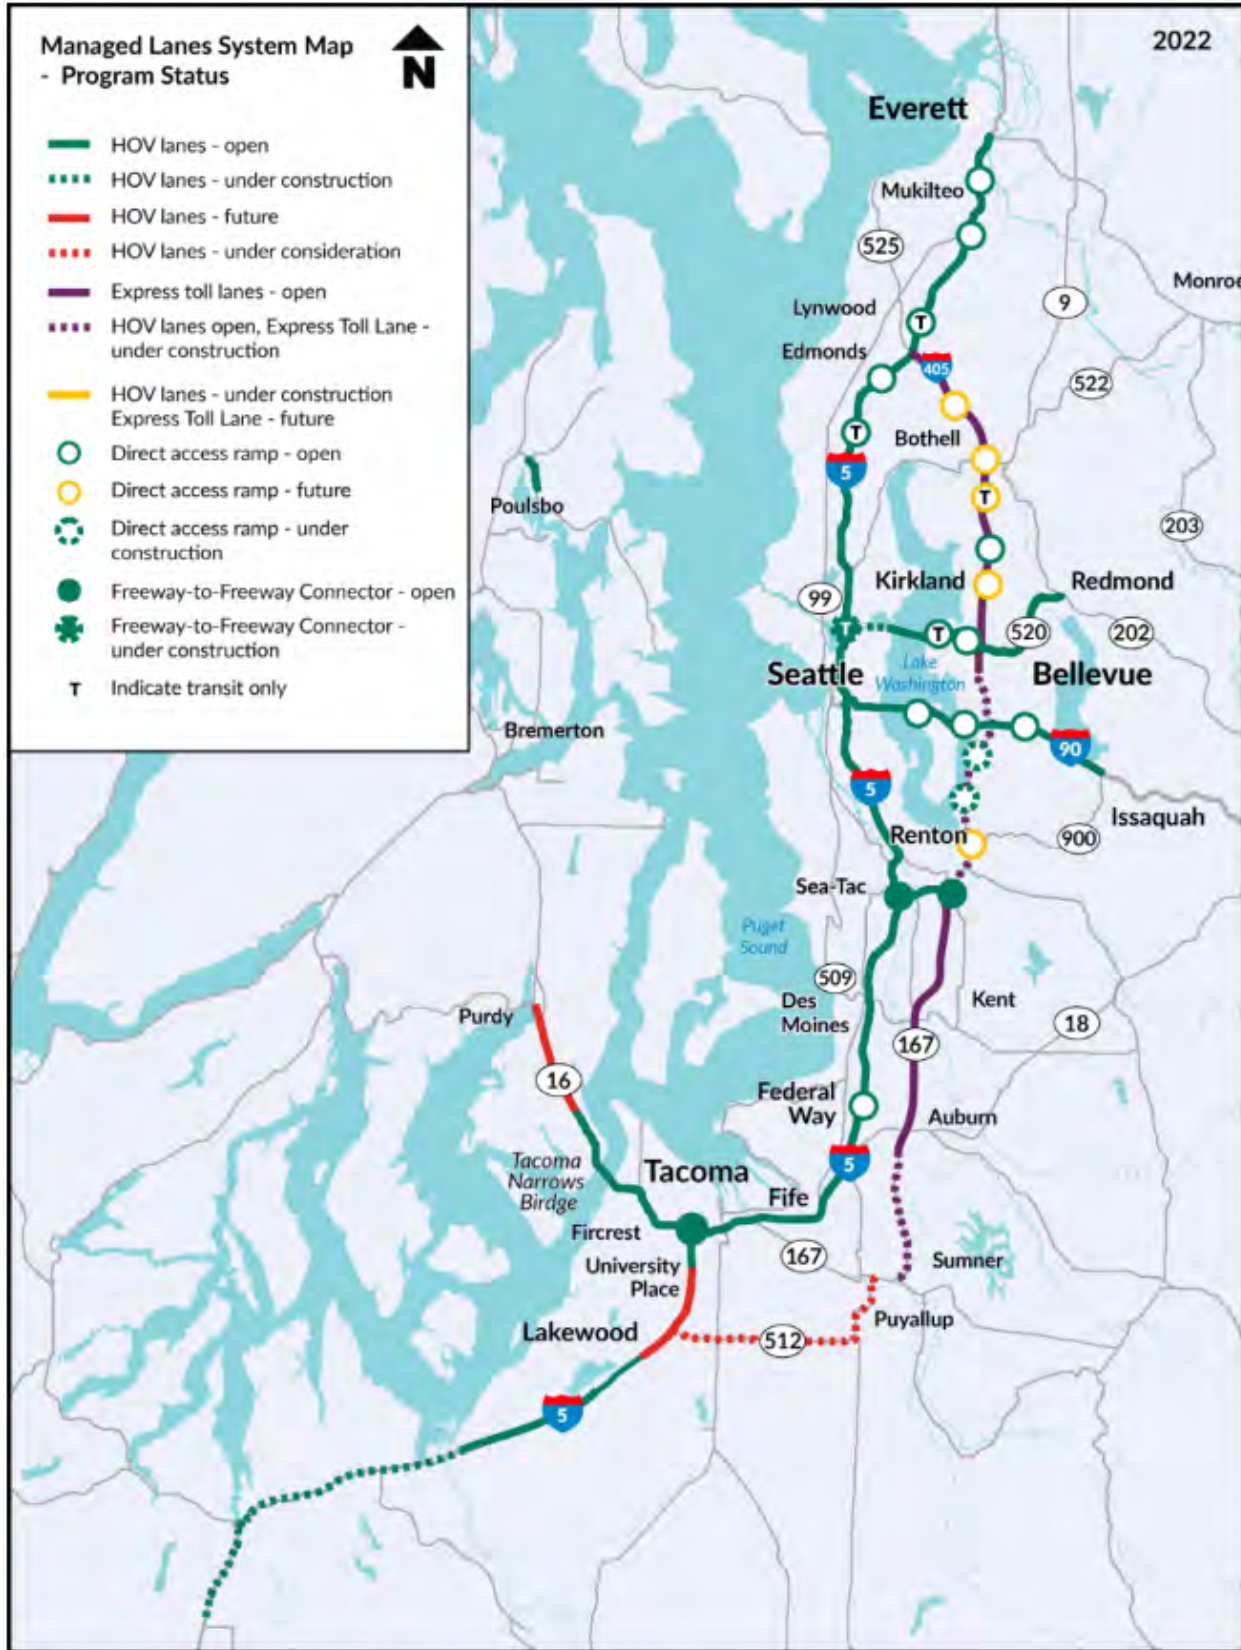 Managed Lanes System Map
- Program Status
N
2022
HOV lanes - open
HOV lanes - under construction
HOV lanes - future
HOV lanes - under consideration
Express toll lanes - open
HOV lanes open, Express Toll Lane -
under construction
HOV lanes - under construction
Express Toll Lane - future
Direct access ramp - open
Direct access ramp - future
Direct access ramp - under
construction
Freeway-to-Freeway Connector - open
Freeway-to-Freeway Connector -
under construction
T Indicate transit only
Everett
Mukilteo
525
Monroe
9
Lynwood
T
Edmonds
405
522
T
Bothell
5
Poulsbo
T
203
Kirkland
Redmond
99
T
T
520
202
Seattle
Lake
Washington
Bellevue
Bremerton
90
5
Issaquah
Renton
900
Sea-Tac
Puget
Sound
509
Des
Moines
Kent
Purdy
18
167
16
Federal
Way
Auburn
Tacoma
Narrows
Birdge
Tacoma
5
Fife
Fircrest
167
University
Place
Sumner
Lakewood
Puyallup
512
5